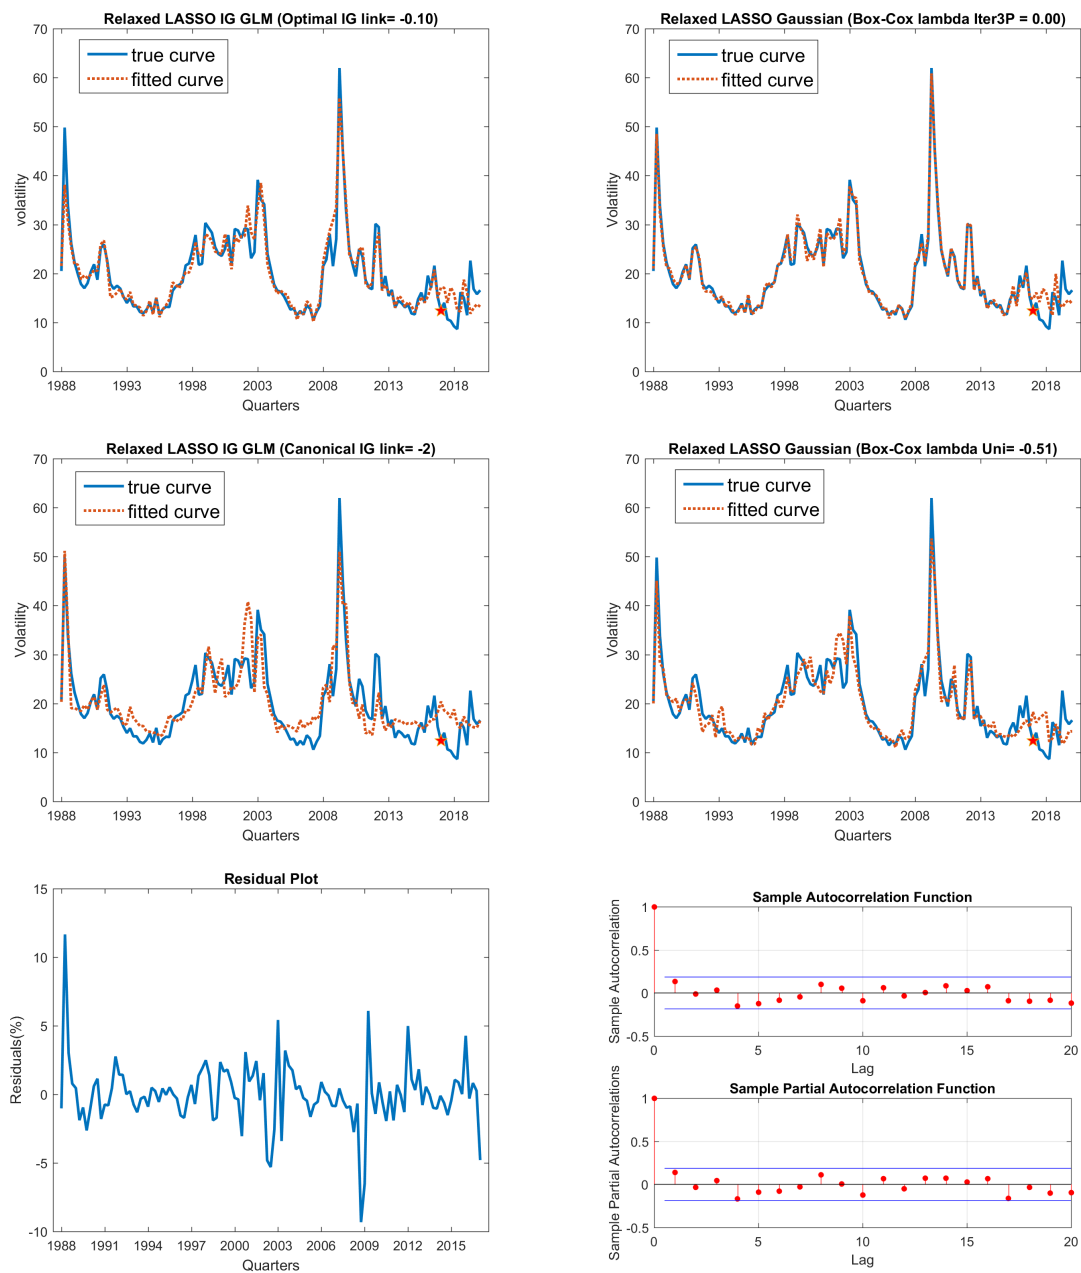 Relaxed LASSO IG GLM (Optimal IG link= -0.10)
70
60
50
40
30
20
10
0
volatility
true curve
fitted curve
1988 1993 1998 2003 2008 2013 2018
Quarters
Relaxed LASSO Gaussian (Box-Cox lambda Iter3P = 0.00)
70
60
50
40
30
20
10
0
Volatility
true curve
fitted curve
1988 1993 1998 2003 2008 2013 2018
Quarters
Relaxed LASSO IG GLM (Canonical IG link= -2)
70
60
50
40
30
20
10
0
Volatility
true curve
fitted curve
1988 1993 1998 2003 2008 2013 2018
Quarters
Relaxed LASSO Gaussian (Box-Cox lambda Uni= -0.51)
70
60
50
40
30
20
10
0
Volatility
true curve
fitted curve
1988 1993 1998 2003 2008 2013 2018
Quarters
Residual Plot
15
10
5
0
-5
-10
Residuals(%)
1988 1991 1994 1997 2000 2003 2006 2009 2012 2015
Quarters
Sample Autocorrelation Function
1
0.5
0
-0.5
Sample Autocorrelation
0 5 10 15 20
Lag
Sample Partial Autocorrelation Function
1
0.5
0
-0.5
Sample Partial Autocorrelations
0 5 10 15 20
Lag